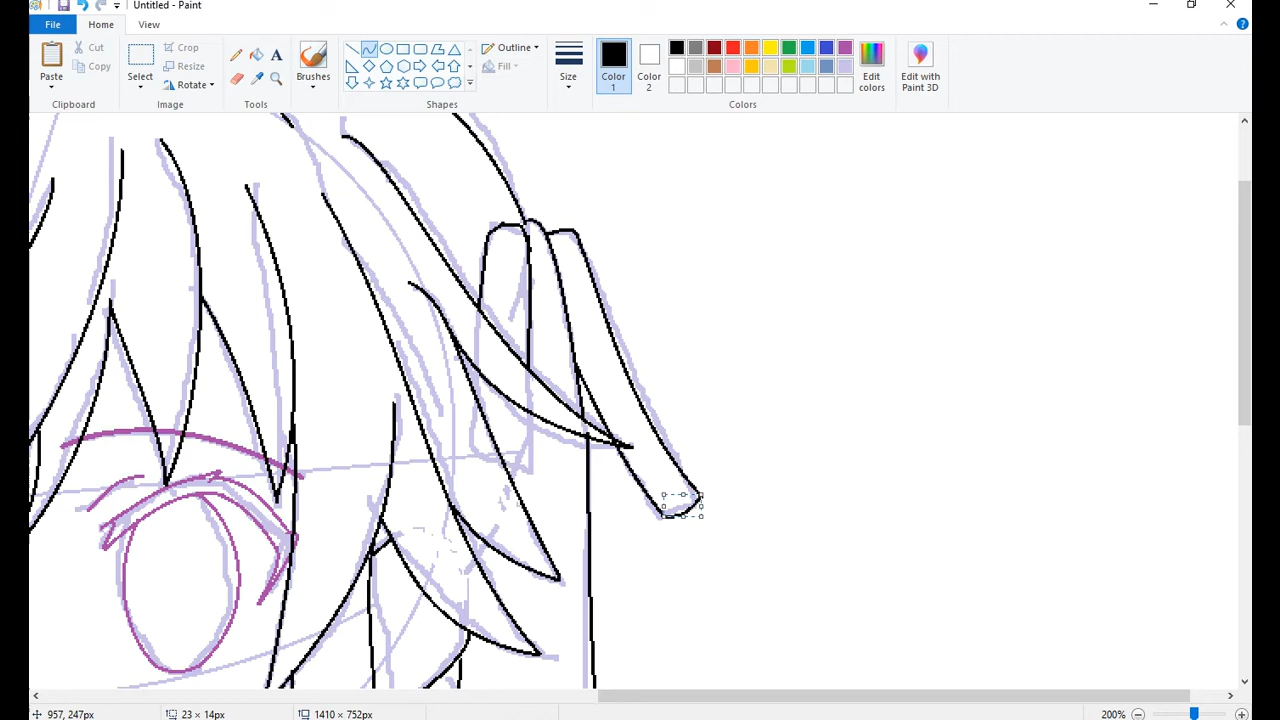 Untitled - Paint
File
Home
View
Paste
Cut
Copy
Clipboard
Select
Crop
Resize
Rotate
Image
A
Tools
Brushes
Outline
Fill
Shapes
Size
Color
1
Color
2
Edit
colors
Edit with
Paint 3D
Colors
957, 247px
23 × 14px
1410 × 752px
200%